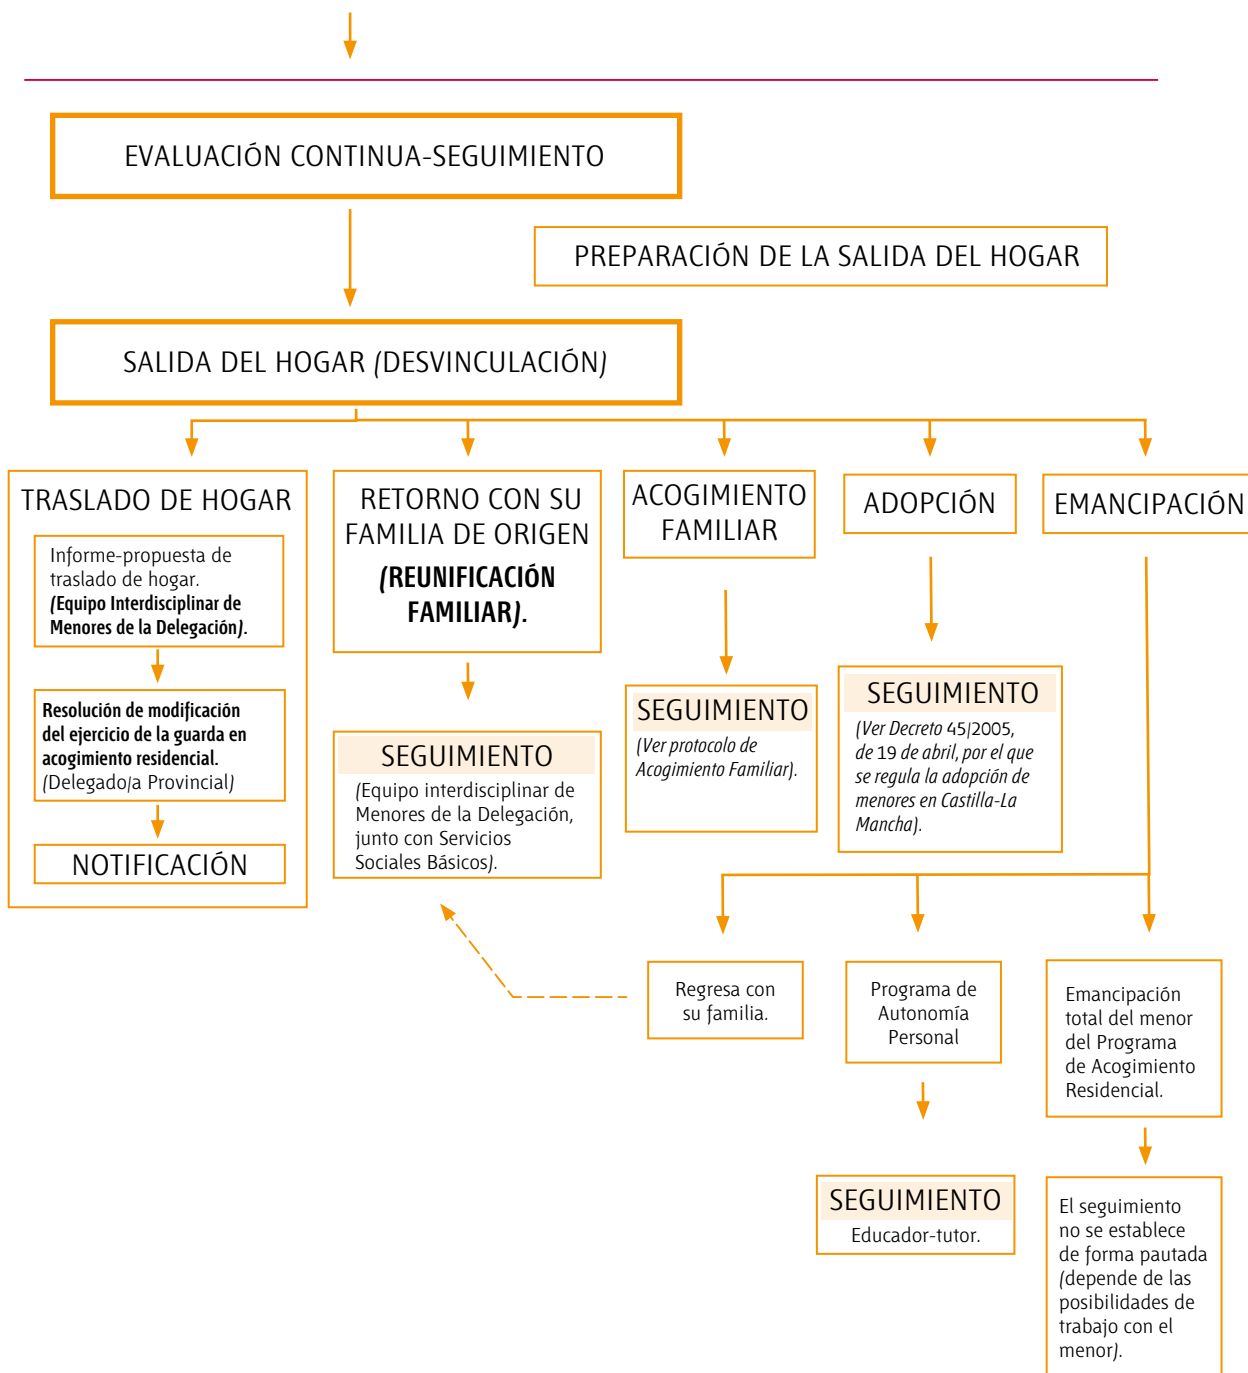 EVALUACIÓN CONTINUA-SEGUIMIENTO
PREPARACIÓN DE LA SALIDA DEL HOGAR
SALIDA DEL HOGAR (DESVINCULACIÓN)
TRASLADO DE HOGAR
Informe-propuesta de
traslado de hogar.
(Equipo Interdisciplinar de
Menores de la Delegación).
Resolución de modificación
del ejercicio de la guarda en
acogimiento residencial.
(Delegado/a Provincial)
NOTIFICACIÓN
RETORNO CON SU
FAMILIA DE ORIGEN
(REUNIFICACIÓN
FAMILIAR).
SEGUIMIENTO
(Equipo interdisciplinar de
Menores de la Delegación,
junto con Servicios
Sociales Básicos).
ACOGIMIENTO
FAMILIAR
SEGUIMIENTO
(Ver protocolo de
Acogimiento Familiar).
ADOPCIÓN
SEGUIMIENTO
(Ver Decreto 45/2005,
de 19 de abril, por el que
se regula la adopción de
menores en Castilla-La
Mancha).
EMANCIPACIÓN
Regresa con
su familia.
Programa de
Autonomía
Personal
SEGUIMIENTO
Educador-tutor.
Emancipación
total del menor
del Programa
de Acogimiento
Residencial.
El seguimiento
no se establece
de forma pautada
(depende de las
posibilidades de
trabajo con el
menor).